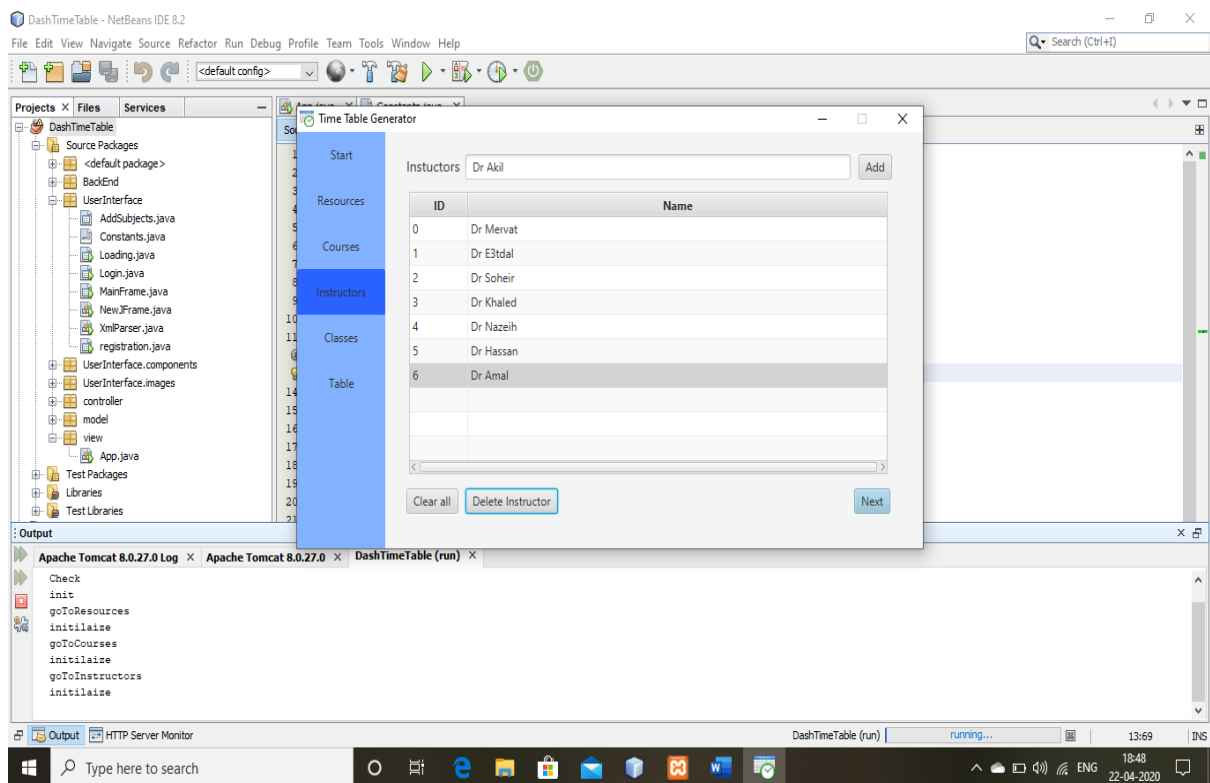 DashTimeTable - NetBeans IDE 8.2
File Edit View Navigate Source Refactor Run Debug Profile Team Tools Window Help
Search (Ctrl+I)
<default config>
Projects Files Services
DashTimeTable
Source Packages
<default package>
BackEnd
UserInterface
AddSubjects.java
Constants.java
Loading.java
Login.java
MainFrame.java
NewJFrame.java
XmlParser.java
registration.java
UserInterface.components
UserInterface.images
controller
model
view
App.java
Test Packages
Libraries
Test Libraries
Time Table Generator
Start
Resources
Courses
Instructors
Classes
Table
Instuctors Dr Akil Add
ID Name
0 Dr Mervat
1 Dr E3tdal
2 Dr Soheir
3 Dr Khaled
4 Dr Nazeih
5 Dr Hassan
6 Dr Amal
Clear all Delete Instructor Next
Output
Apache Tomcat 8.0.27.0 Log Apache Tomcat 8.0.27.0 DashTimeTable (run)
Check
init
goToResources
initilaize
goToCourses
initilaize
goToInstructors
initilaize
Output HTTP Server Monitor DashTimeTable (run) running... 13:69 INS
Type here to search ENG 18:48
22-04-2020